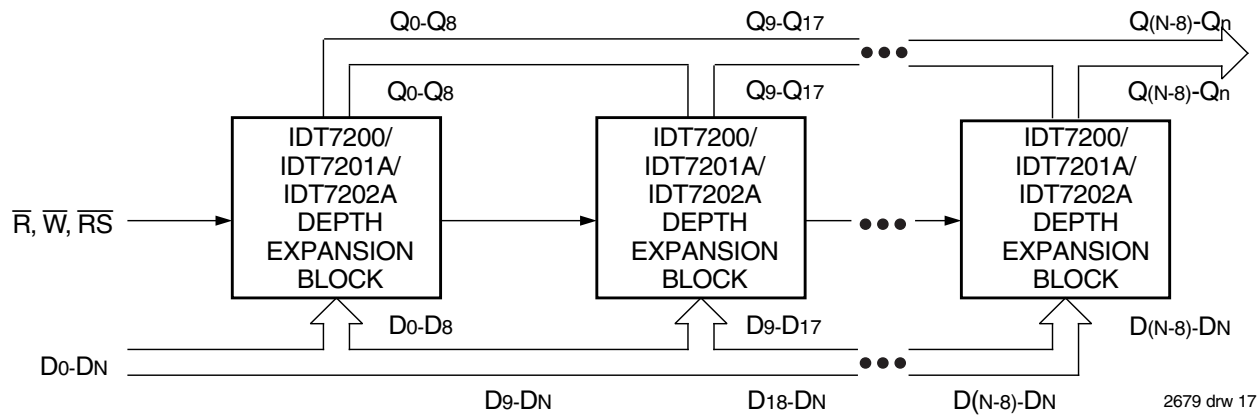 Q0-Q8 Q9-Q17 Q(N-8)-Qn
Q0-Q8 Q9-Q17 Q(N-8)-Qn
IDT7200/
IDT7201A/
IDT7202A
DEPTH
EXPANSION
BLOCK
IDT7200/
IDT7201A/
IDT7202A
DEPTH
EXPANSION
BLOCK
IDT7200/
IDT7201A/
IDT7202A
DEPTH
EXPANSION
BLOCK
R̅, W̅, R̅S̅
D0-D8 D9-D17 D(N-8)-DN
D0-DN
D9-DN D18-DN D(N-8)-DN
2679 drw 17